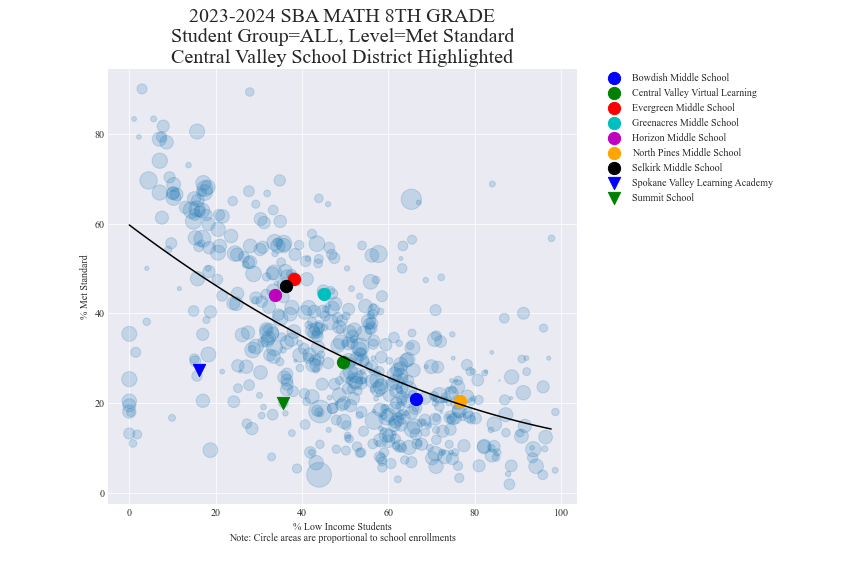 2023-2024 SBA MATH 8TH GRADE
Student Group=ALL, Level=Met Standard
Central Valley School District Highlighted
% Met Standard
80
60
40
20
0
0 20 40 60 80 100
% Low Income Students
Note: Circle areas are proportional to school enrollments
Bowdish Middle School
Central Valley Virtual Learning
Evergreen Middle School
Greenacres Middle School
Horizon Middle School
North Pines Middle School
Selkirk Middle School
Spokane Valley Learning Academy
Summit School